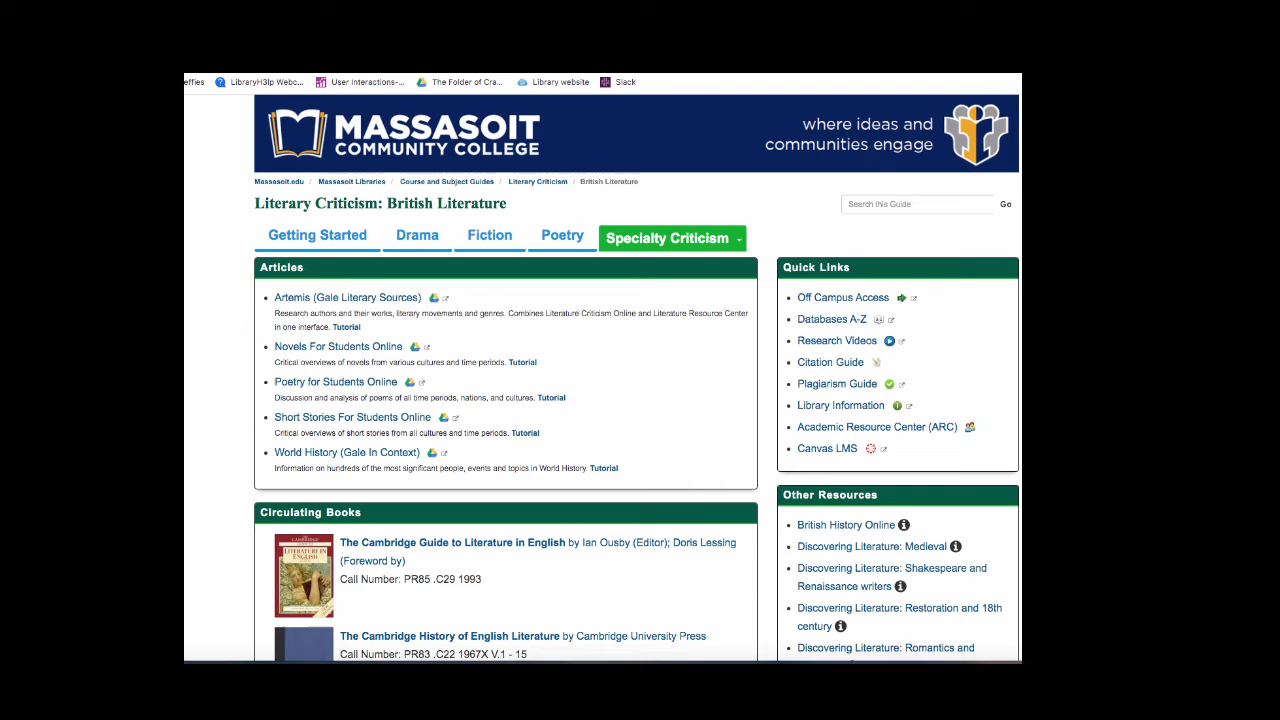 effies LibraryH3lp Webc... User Interactions-... The Folder of Cra... Library website Slack
MASSASOIT
COMMUNITY COLLEGE
where ideas and
communities engage
Massasoit.edu / Massasoit Libraries / Course and Subject Guides / Literary Criticism / British Literature
Literary Criticism: British Literature
Search this Guide Go
Getting Started Drama Fiction Poetry Specialty Criticism
Articles
Artemis (Gale Literary Sources)
Research authors and their works, literary movements and genres. Combines Literature Criticism Online and Literature Resource Center
in one interface. Tutorial
Novels For Students Online
Critical overviews of novels from various cultures and time periods. Tutorial
Poetry for Students Online
Discussion and analysis of poems of all time periods, nations, and cultures. Tutorial
Short Stories For Students Online
Critical overviews of short stories from all cultures and time periods. Tutorial
World History (Gale In Context)
Information on hundreds of the most significant people, events and topics in World History. Tutorial
Circulating Books
LITERATURE
IN ENGLISH
The Cambridge Guide to Literature in English by Ian Ousby (Editor); Doris Lessing
(Foreword by)
Call Number: PR85 .C29 1993
The Cambridge History of English Literature by Cambridge University Press
Call Number: PR83 .C22 1967X V.1 - 15
Quick Links
Off Campus Access
Databases A-Z
Research Videos
Citation Guide
Plagiarism Guide
Library Information
Academic Resource Center (ARC)
Canvas LMS
Other Resources
British History Online
Discovering Literature: Medieval
Discovering Literature: Shakespeare and
Renaissance writers
Discovering Literature: Restoration and 18th
century
Discovering Literature: Romantics and